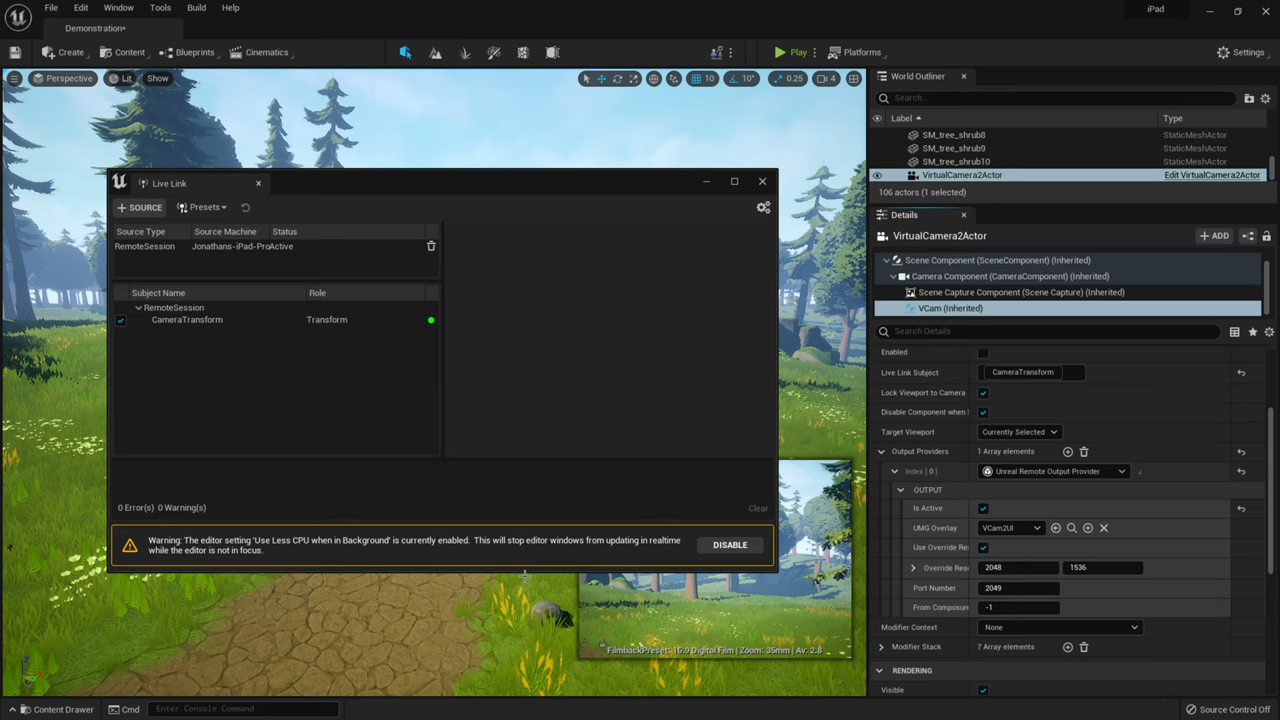 File Edit Window Tools Build Help
iPad
Demonstration•
Create Content Blueprints Cinematics Play Platforms Settings
Perspective Lit Show 10 10° 0.25 4
World Outliner
Search...
Label Type
SM_tree_shrub8 StaticMeshActor
SM_tree_shrub9 StaticMeshActor
SM_tree_shrub10 StaticMeshActor
VirtualCamera2Actor Edit VirtualCamera2Actor
106 actors (1 selected)
Details
VirtualCamera2Actor ADD
Scene Component (SceneComponent) (Inherited)
Camera Component (CameraComponent) (Inherited)
Scene Capture Component (Scene Capture) (Inherited)
VCam (Inherited)
Search Details
Enabled
Live Link Subject CameraTransform
Lock Viewport to Camera
Disable Component when S
Target Viewport Currently Selected
Output Providers 1 Array elements
Index [ 0 ] Unreal Remote Output Provider
OUTPUT
Is Active
UMG Overlay VCam2UI
Use Override Re
Override Res 2048 1536
Port Number 2049
From Composure -1
Modifier Context None
Modifier Stack 7 Array elements
RENDERING
Visible
Live Link
SOURCE Presets
Source Type Source Machine Status
RemoteSession Jonathans-iPad-ProActive
Subject Name Role
RemoteSession
CameraTransform Transform
0 Error(s) 0 Warning(s) Clear
Warning: The editor setting 'Use Less CPU when in Background' is currently enabled. This will stop editor windows from updating in realtime
while the editor is not in focus.
DISABLE
FilmbackPreset: 16:9 Digital Film | Zoom: 35mm | Av: 2.8
Content Drawer Cmd Enter Console Command Source Control Off